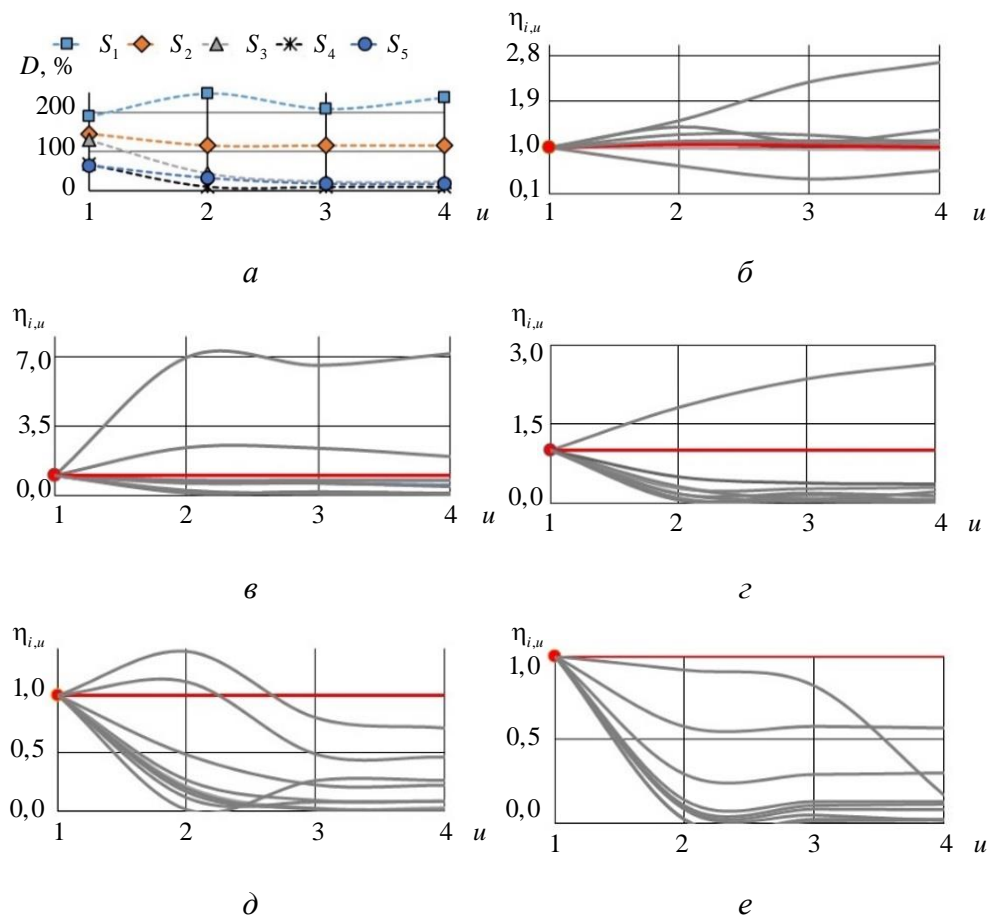 S₁ S₂ S₃ S₄ S₅
D, %
200
100
0
1 2 3 4 u
а
ηᵢ,ᵤ
2,8
1,9
1,0
0,1
1 2 3 4 u
б
ηᵢ,ᵤ
7,0
3,5
0,0
1 2 3 4 u
в
ηᵢ,ᵤ
3,0
1,5
0,0
1 2 3 4 u
г
ηᵢ,ᵤ
1,0
0,5
0,0
1 2 3 4 u
д
ηᵢ,ᵤ
1,0
0,5
0,0
1 2 3 4 u
е